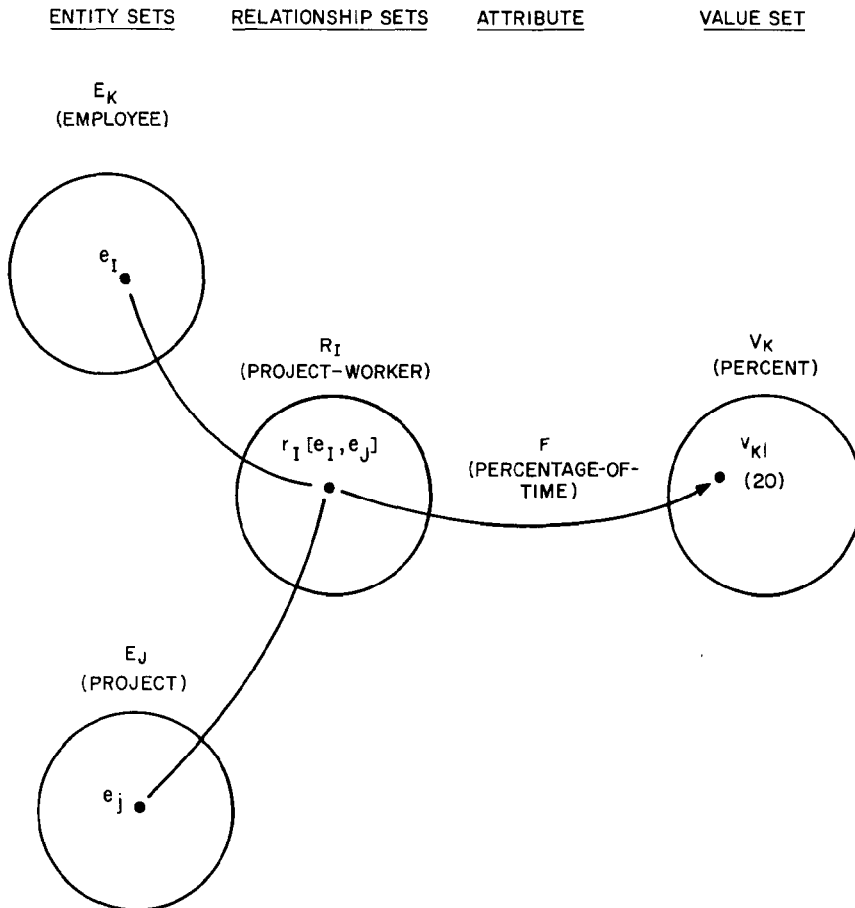 ENTITY SETS RELATIONSHIP SETS ATTRIBUTE VALUE SET
E_K
(EMPLOYEE)
e_I
R_I
(PROJECT-WORKER)
r_I [e_I, e_J]
F
(PERCENTAGE-OF-
TIME)
V_K
(PERCENT)
v_KI
(20)
E_J
(PROJECT)
e_j